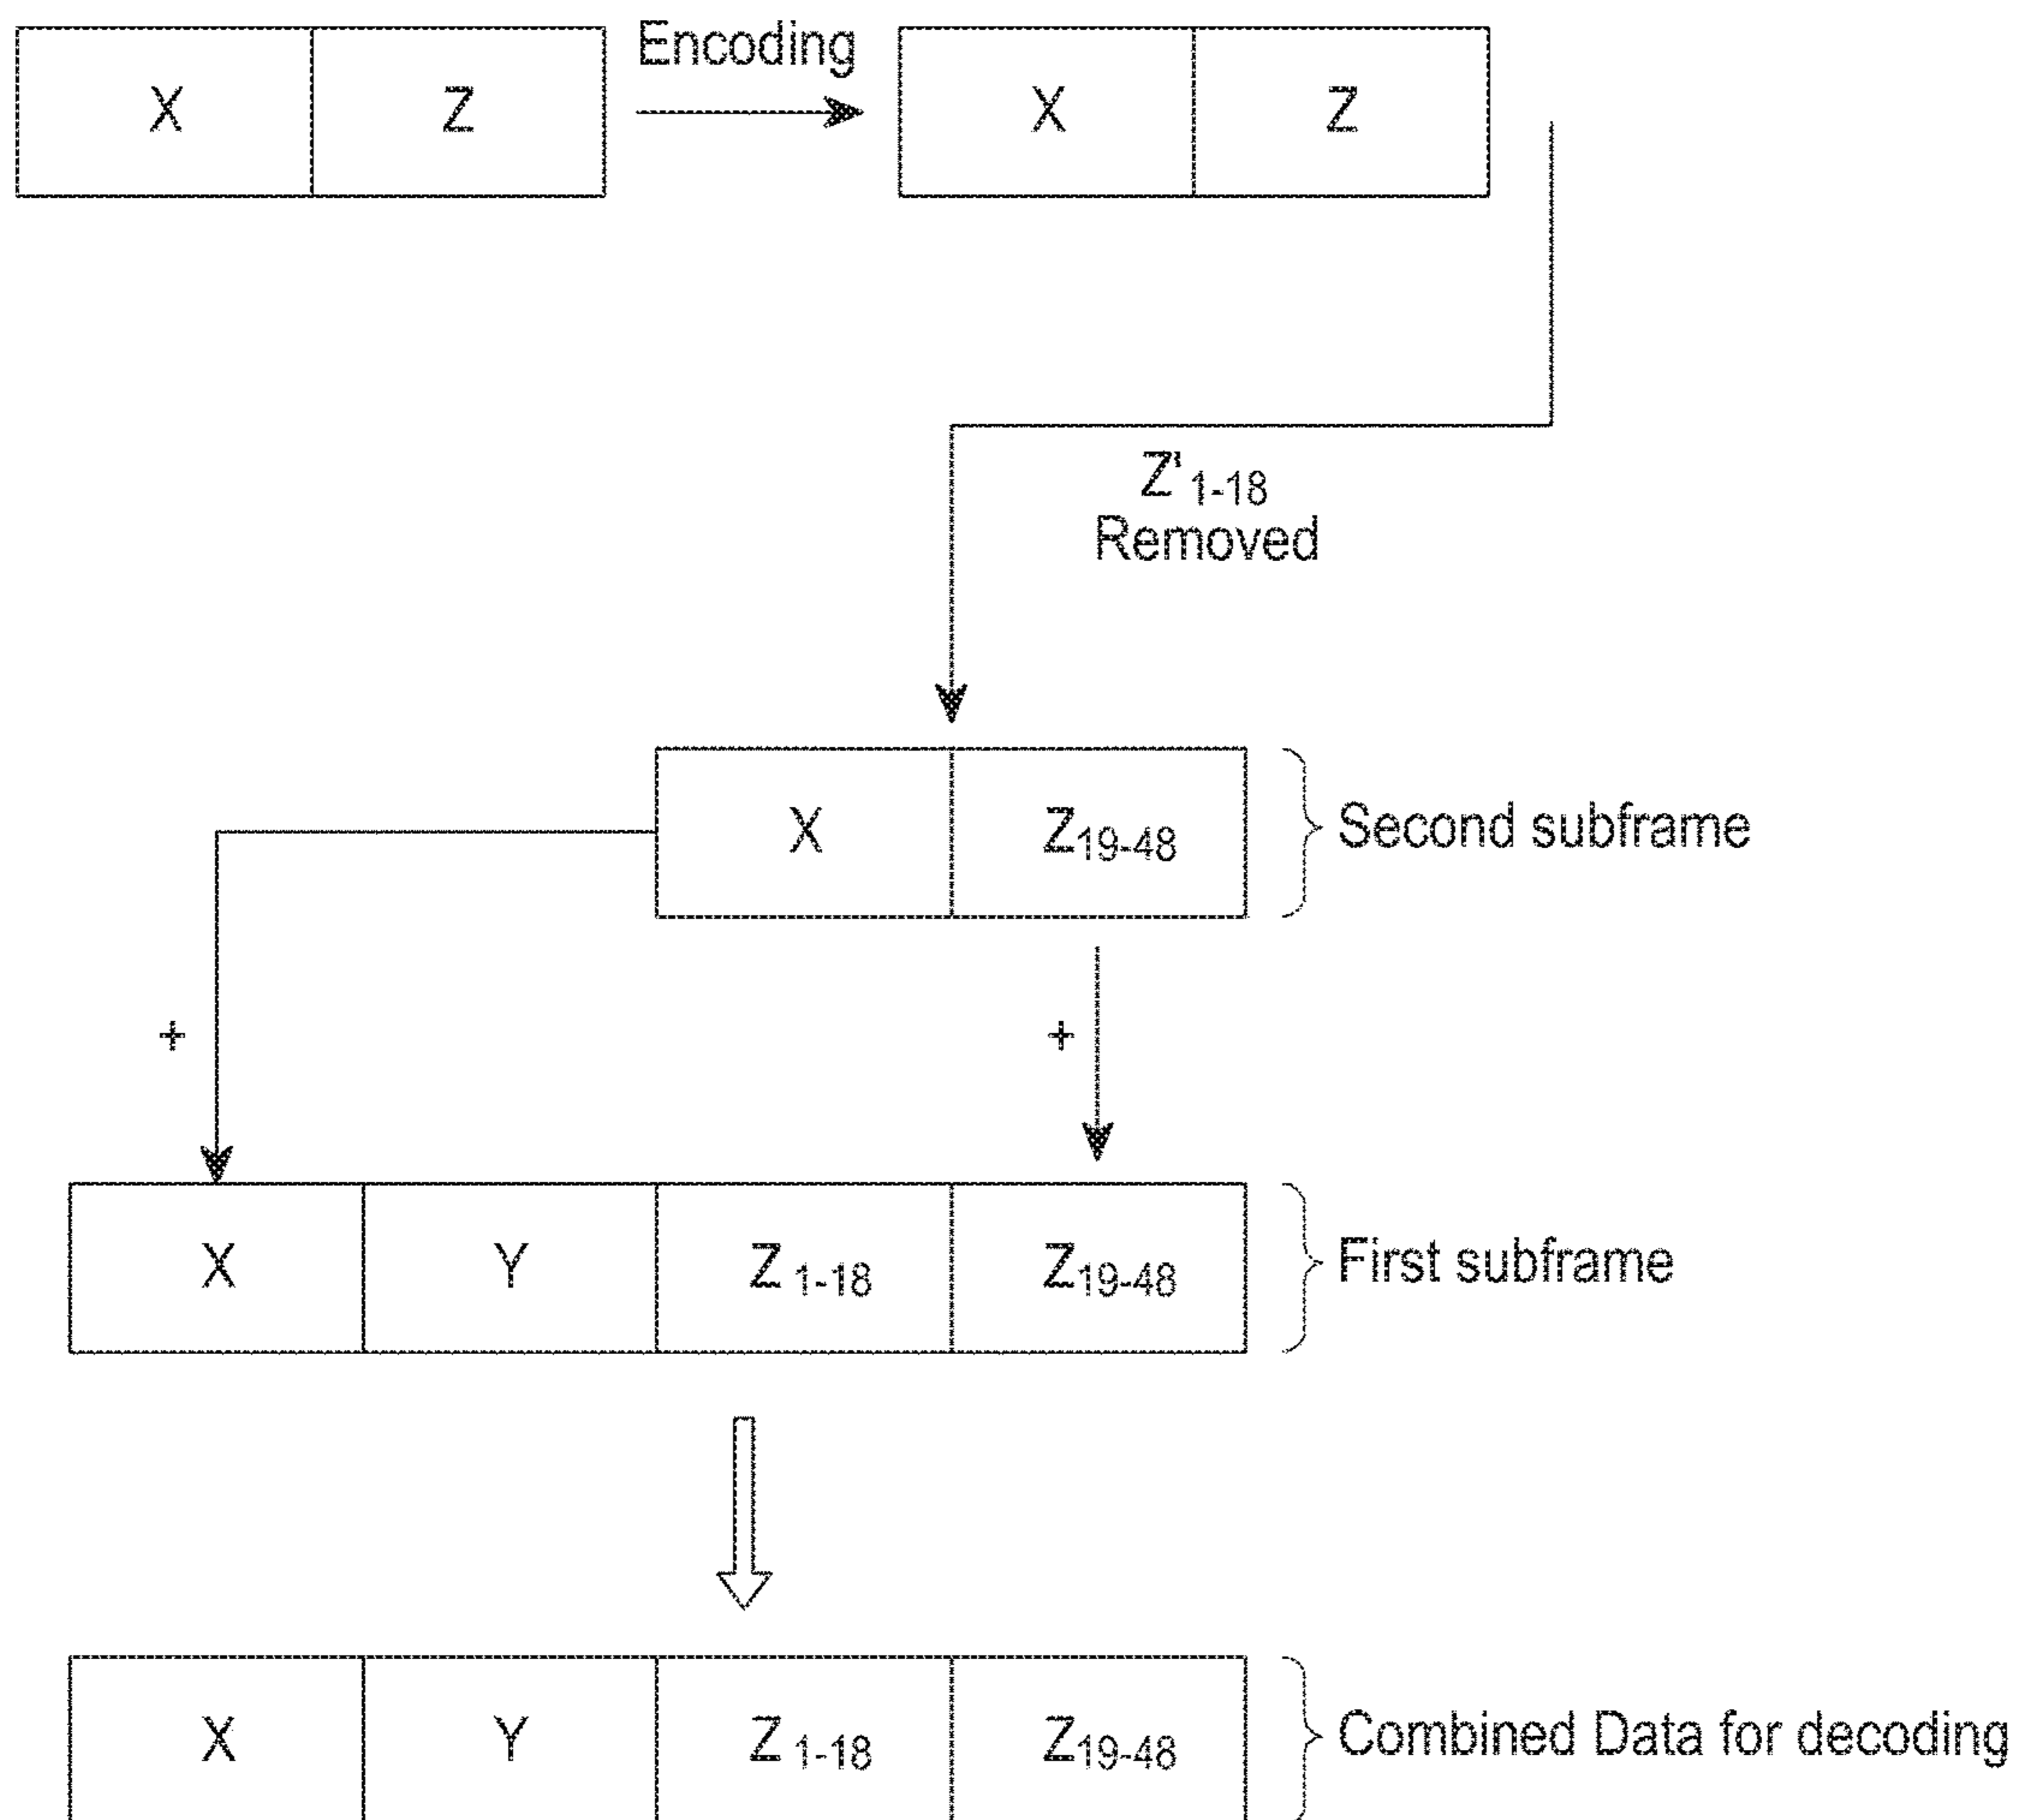 X Z Encoding X Z
Z'1-18
Removed
X Z19-48 Second subframe
+ +
X Y Z 1-18 Z19-48 First subframe
X Y Z 1-18 Z19-48 Combined Data for decoding